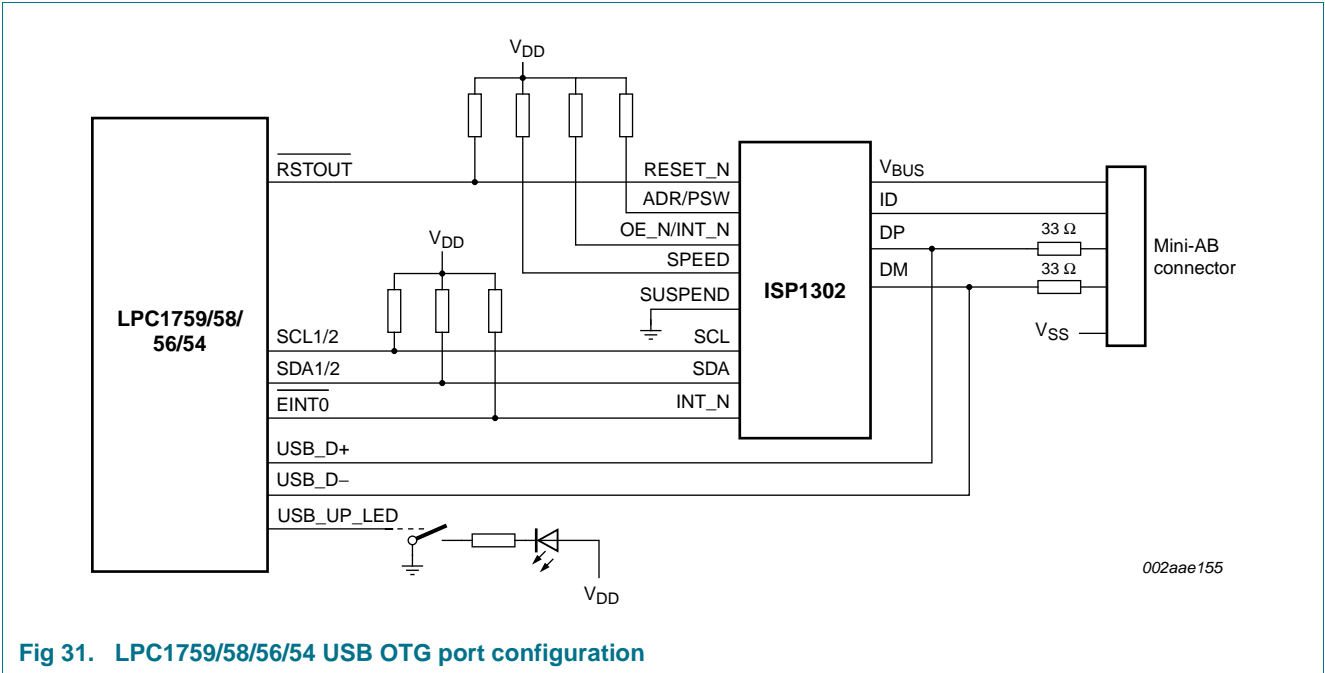 VDD
RSTOUT
RESET_N
VBUS
ADR/PSW
ID
OE_N/INT_N
DP
33 Ω
Mini-AB
connector
VDD
SPEED
DM
33 Ω
SUSPEND
ISP1302
LPC1759/58/
56/54
VSS
SCL1/2
SCL
SDA1/2
SDA
EINT0
INT_N
USB_D+
USB_D−
USB_UP_LED
VDD
002aae155
Fig 31. LPC1759/58/56/54 USB OTG port configuration